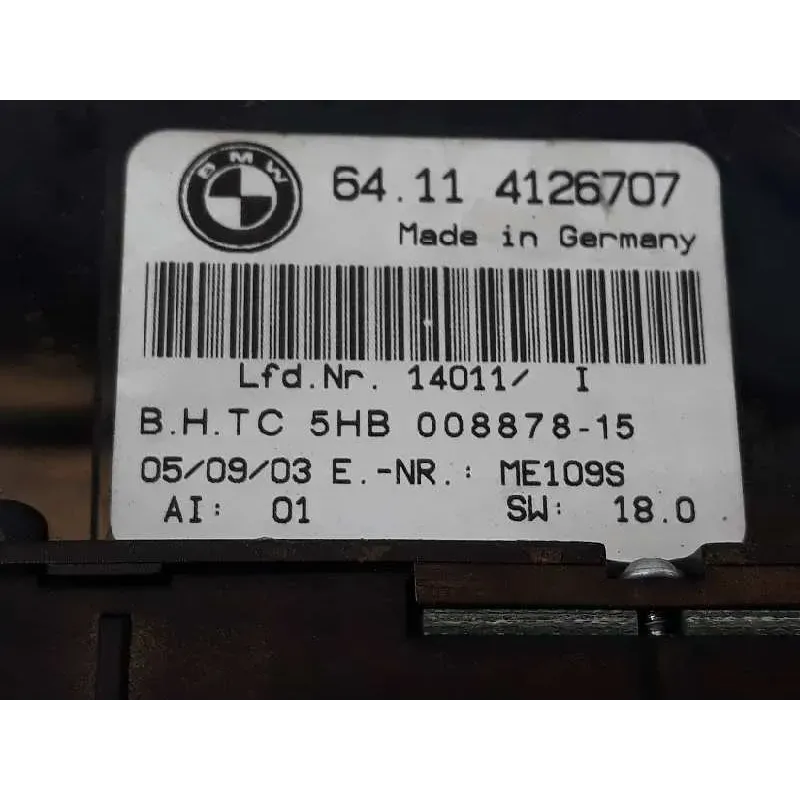 BMW
64.11 4126707
Made in Germany
Lfd.Nr. 14011/ I
B.H.TC 5HB 008878-15
05/09/03 E.-NR.: ME109S
AI: 01 SW: 18.0